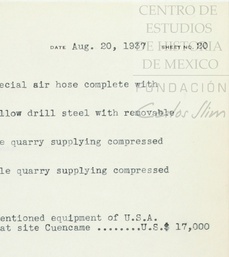 CENTRO DE
ESTUDIOS
DE HISTORIA
DE MEXICO
FUNDACIÓN
Carlos Slim
DATE Aug. 20, 1937 SHEET NO. 20
ecial air hose complete with
llow drill steel with removable
e quarry supplying compressed
le quarry supplying compressed
entioned equipment of U.S.A.
at site Cuencame ........U.S.$ 17,000